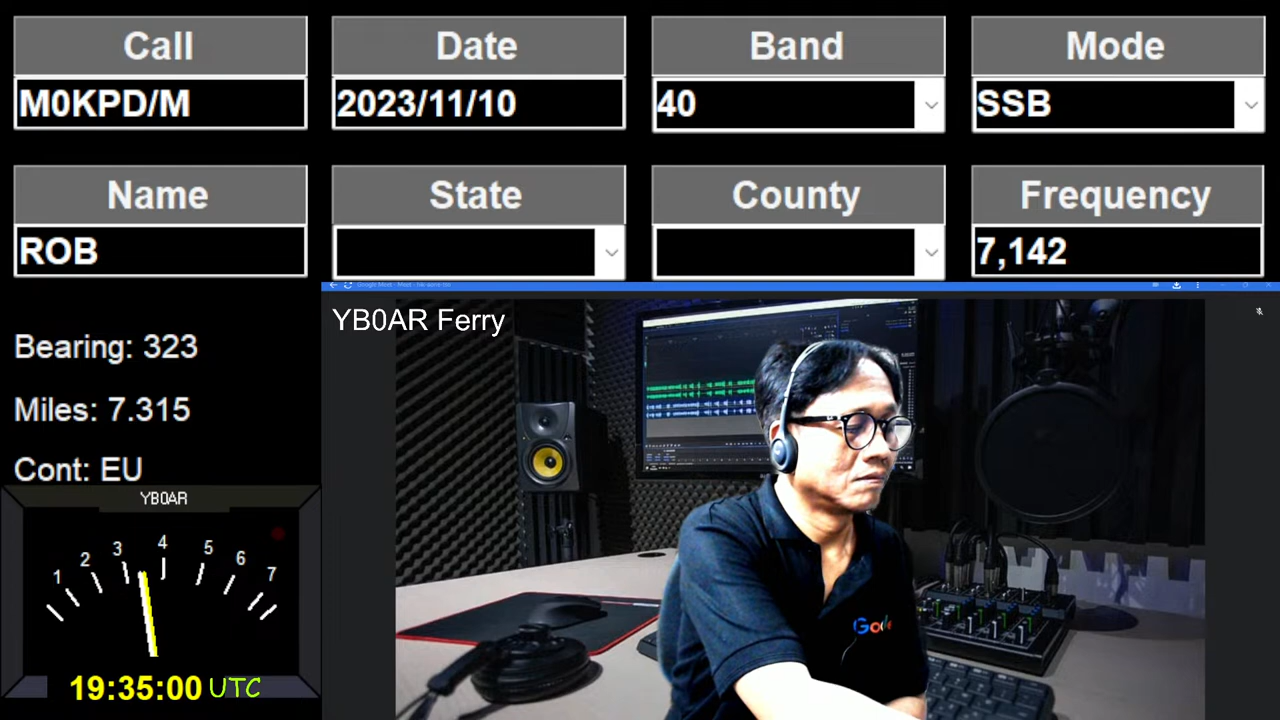 Call Date Band Mode
M0KPD/M 2023/11/10 40 SSB
Name State County Frequency
ROB 7,142
YB0AR Ferry
Bearing: 323
Miles: 7.315
Cont: EU
YB0AR
1 2 3 4 5 6 7
19:35:00 UTC